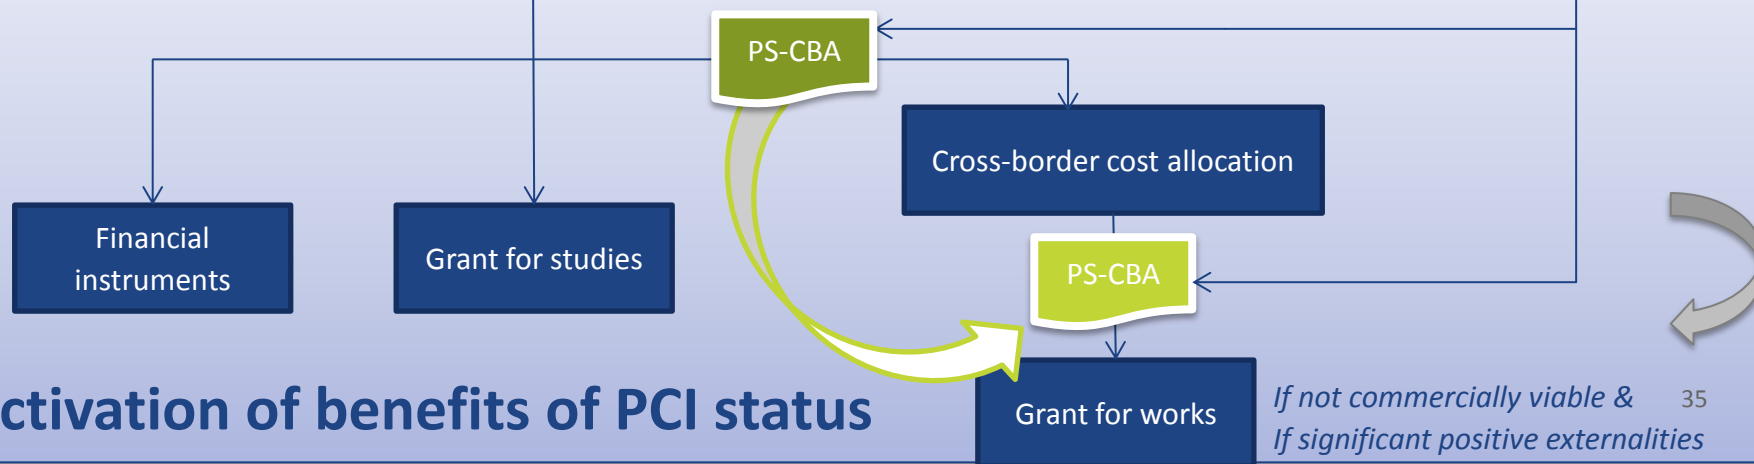 PS-CBA
Cross-border cost allocation
Financial
instruments
Grant for studies
PS-CBA
ctivation of benefits of PCI status
Grant for works
If not commercially viable &
If significant positive externalities
35